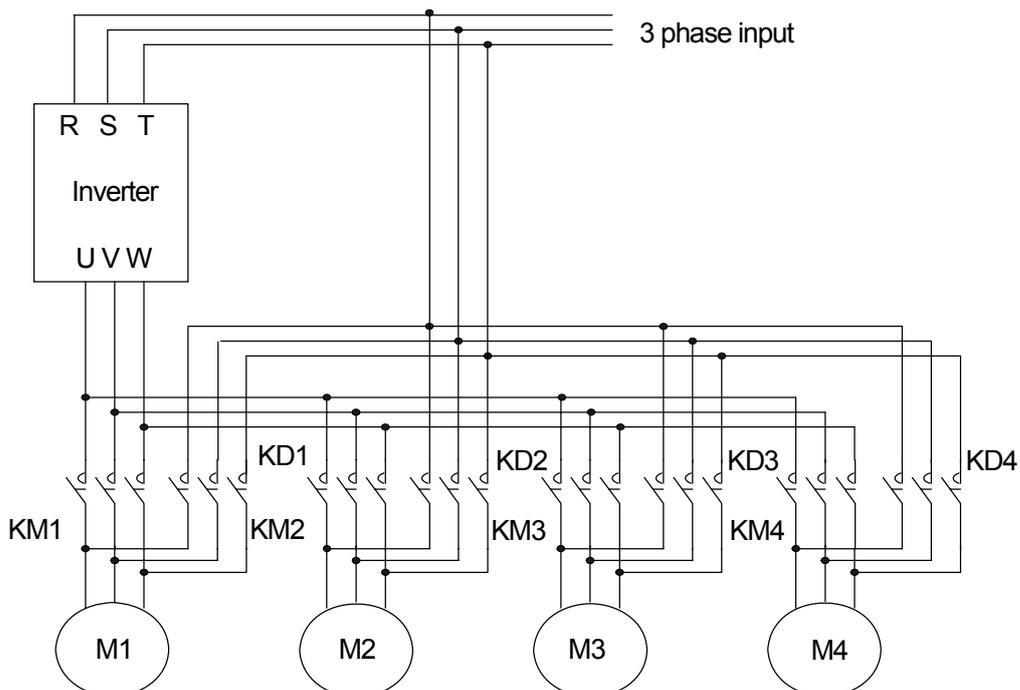 3 phase input
R S T
Inverter
U V W
KD1
KD2
KD3
KD4
KM1
KM2
KM3
KM4
M1
M2
M3
M4